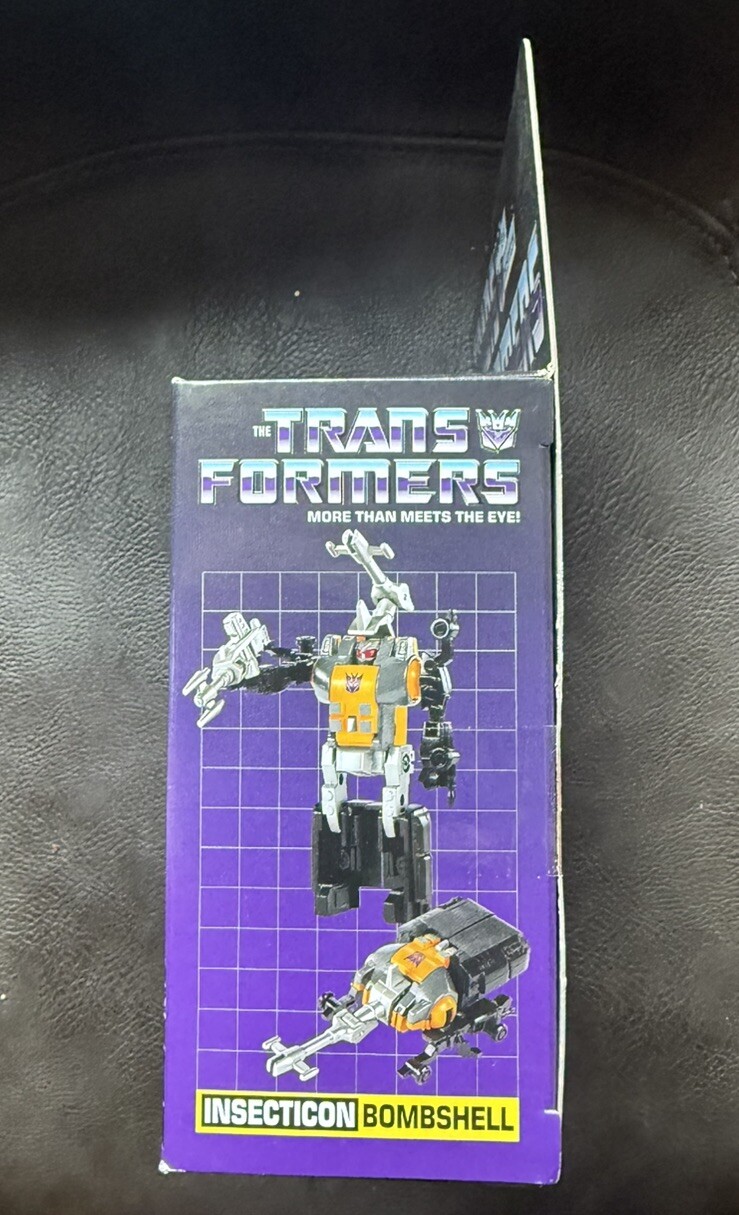 THE TRANS
FORMERS
MORE THAN MEETS THE EYE!
INSECTICON BOMBSHELL